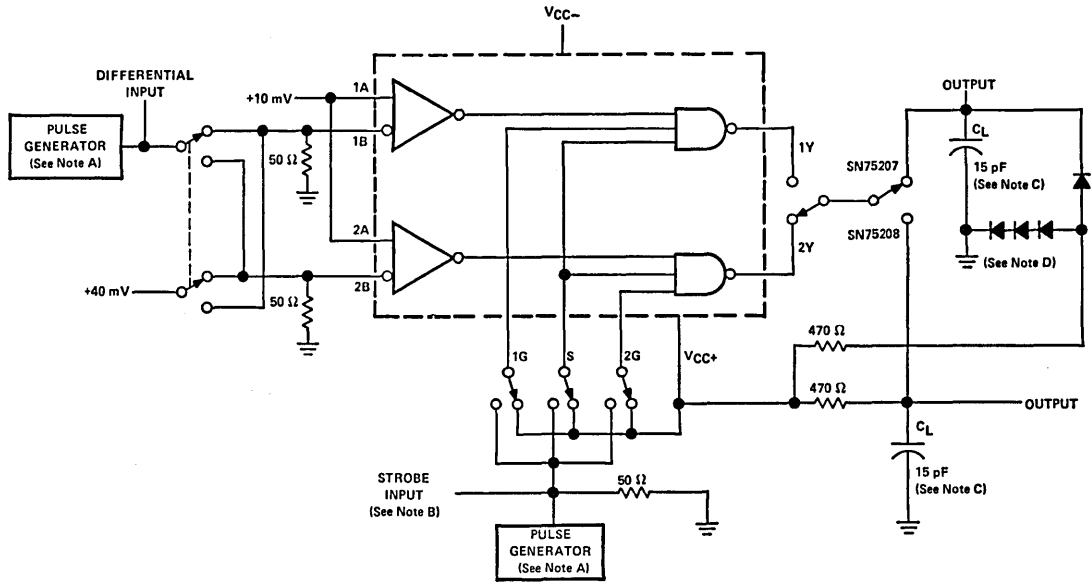 VCC−
DIFFERENTIAL
INPUT
PULSE
GENERATOR
(See Note A)
+10 mV
1A
1B
50 Ω
2A
2B
50 Ω
+40 mV
1Y
2Y
SN75207
SN75208
OUTPUT
CL
15 pF
(See Note C)
(See Note D)
1G
S
2G
VCC+
470 Ω
470 Ω
OUTPUT
CL
15 pF
(See Note C)
STROBE
INPUT
(See Note B)
50 Ω
PULSE
GENERATOR
(See Note A)